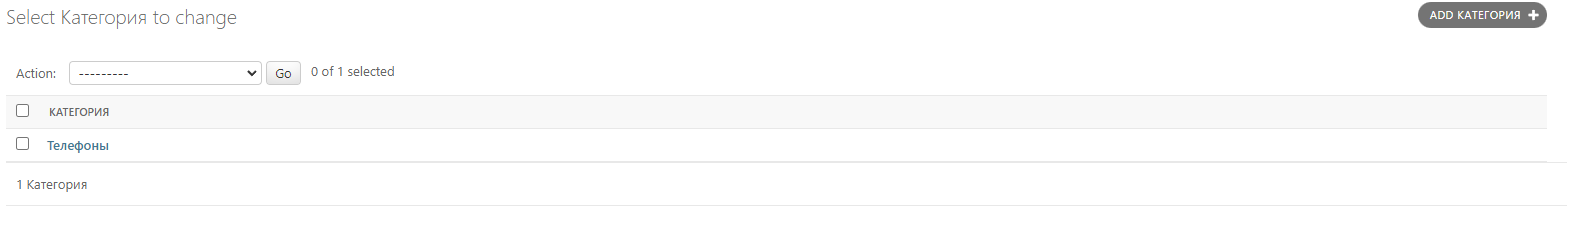 Select Категория to change
ADD КАТЕГОРИЯ +
Action: --------- Go 0 of 1 selected
КАТЕГОРИЯ
Телефоны
1 Категория